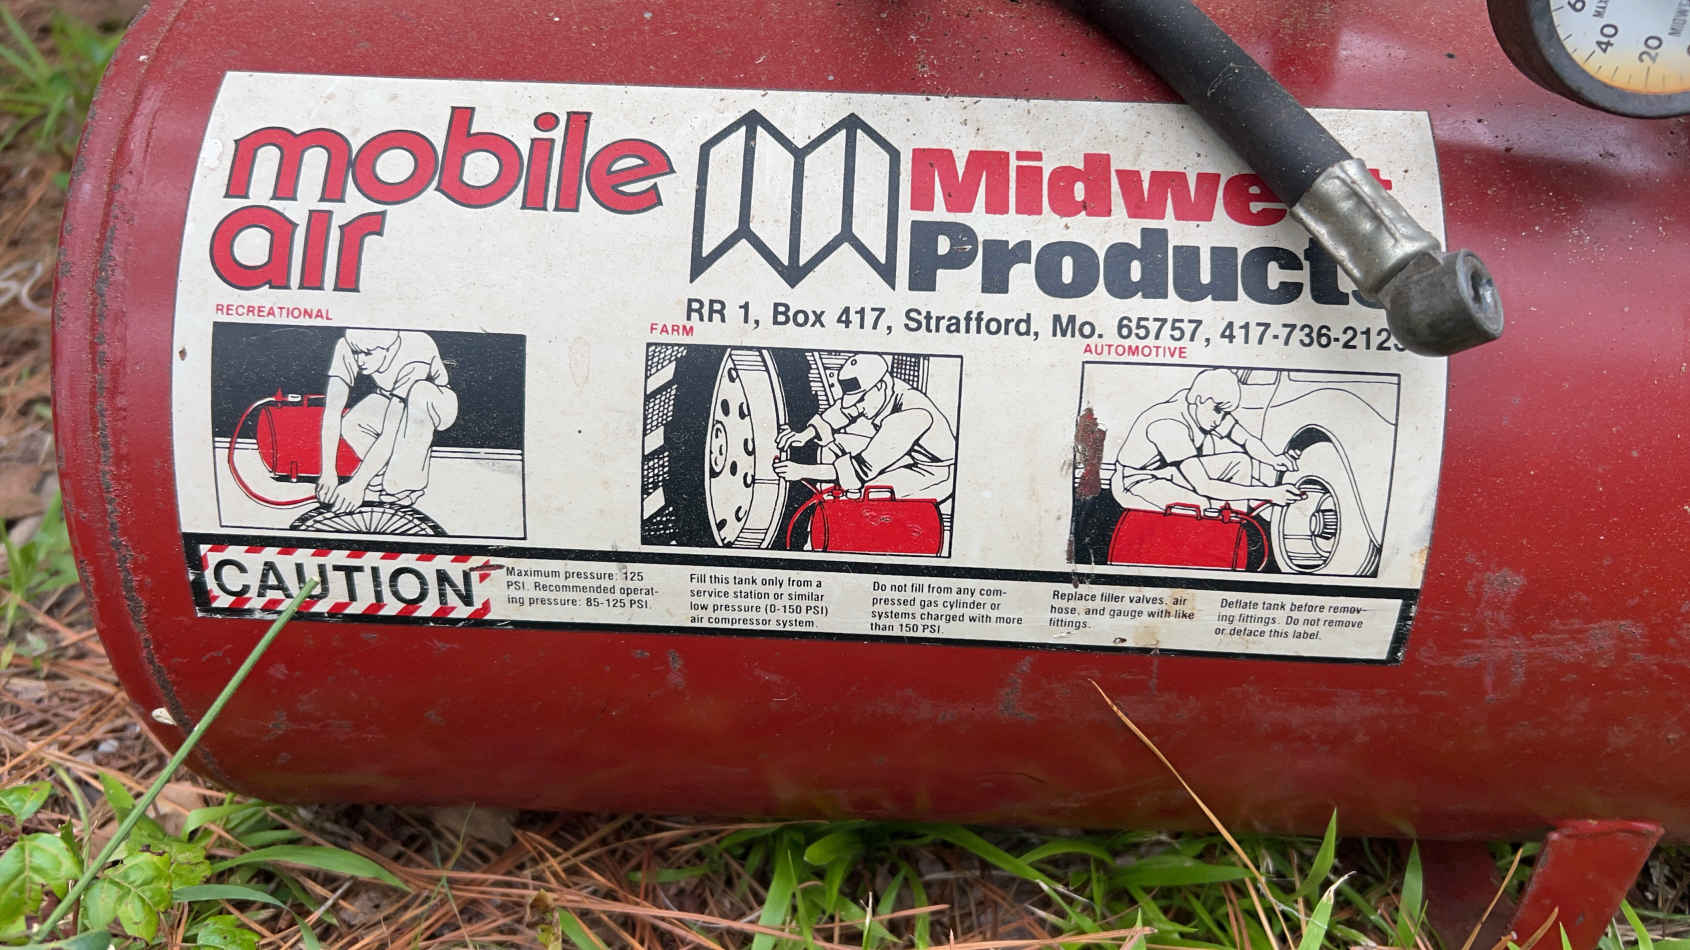 mobile
air
Midwe
Product
RR 1, Box 417, Strafford, Mo. 65757, 417-736-212
RECREATIONAL
FARM
AUTOMOTIVE
CAUTION
Maximum pressure: 125
PSI. Recommended operat-
ing pressure: 85-125 PSI.
Fill this tank only from a
service station or similar
low pressure (0-150 PSI)
air compressor system.
Do not fill from any com-
pressed gas cylinder or
systems charged with more
than 150 PSI.
Replace filler valves, air
hose, and gauge with like
fittings.
Deflate tank before remov-
ing fittings. Do not remove
or deface this label.
40
20